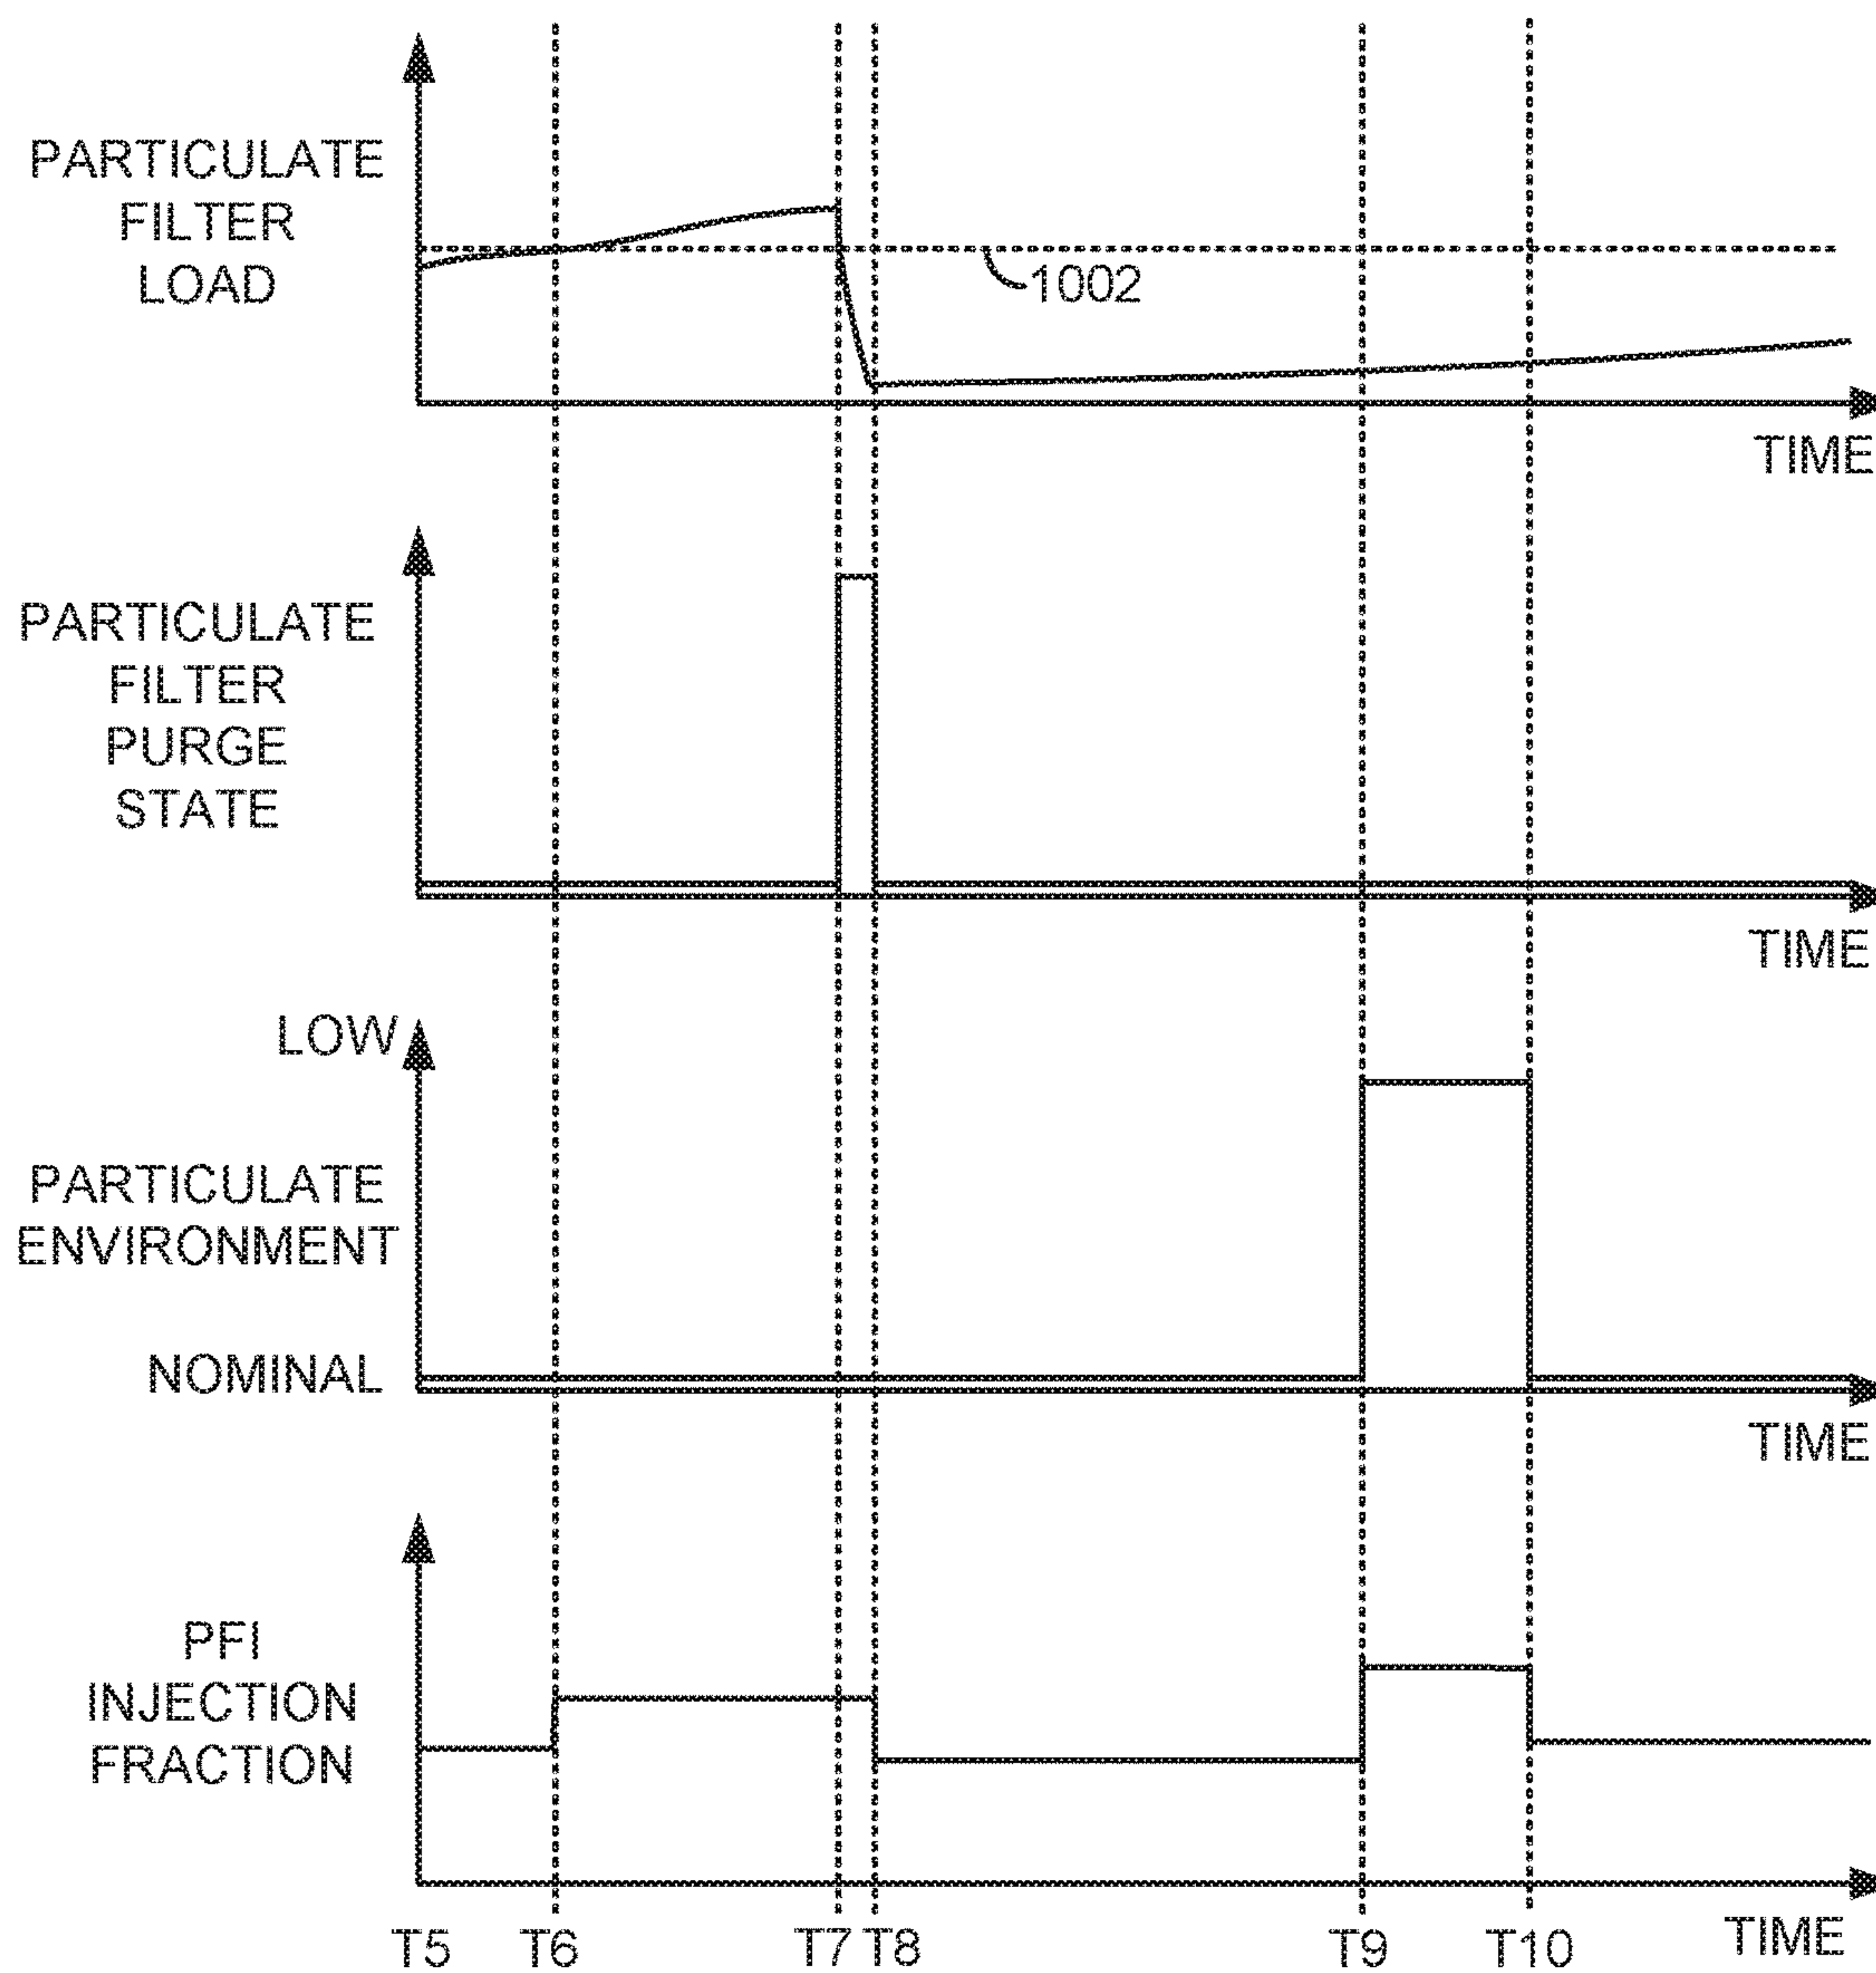 PARTICULATE
FILTER
LOAD
1002
TIME
PARTICULATE
FILTER
PURGE
STATE
TIME
LOW
PARTICULATE
ENVIRONMENT
NOMINAL
TIME
PFI
INJECTION
FRACTION
T5 T6 T7 T8 T9 T10 TIME